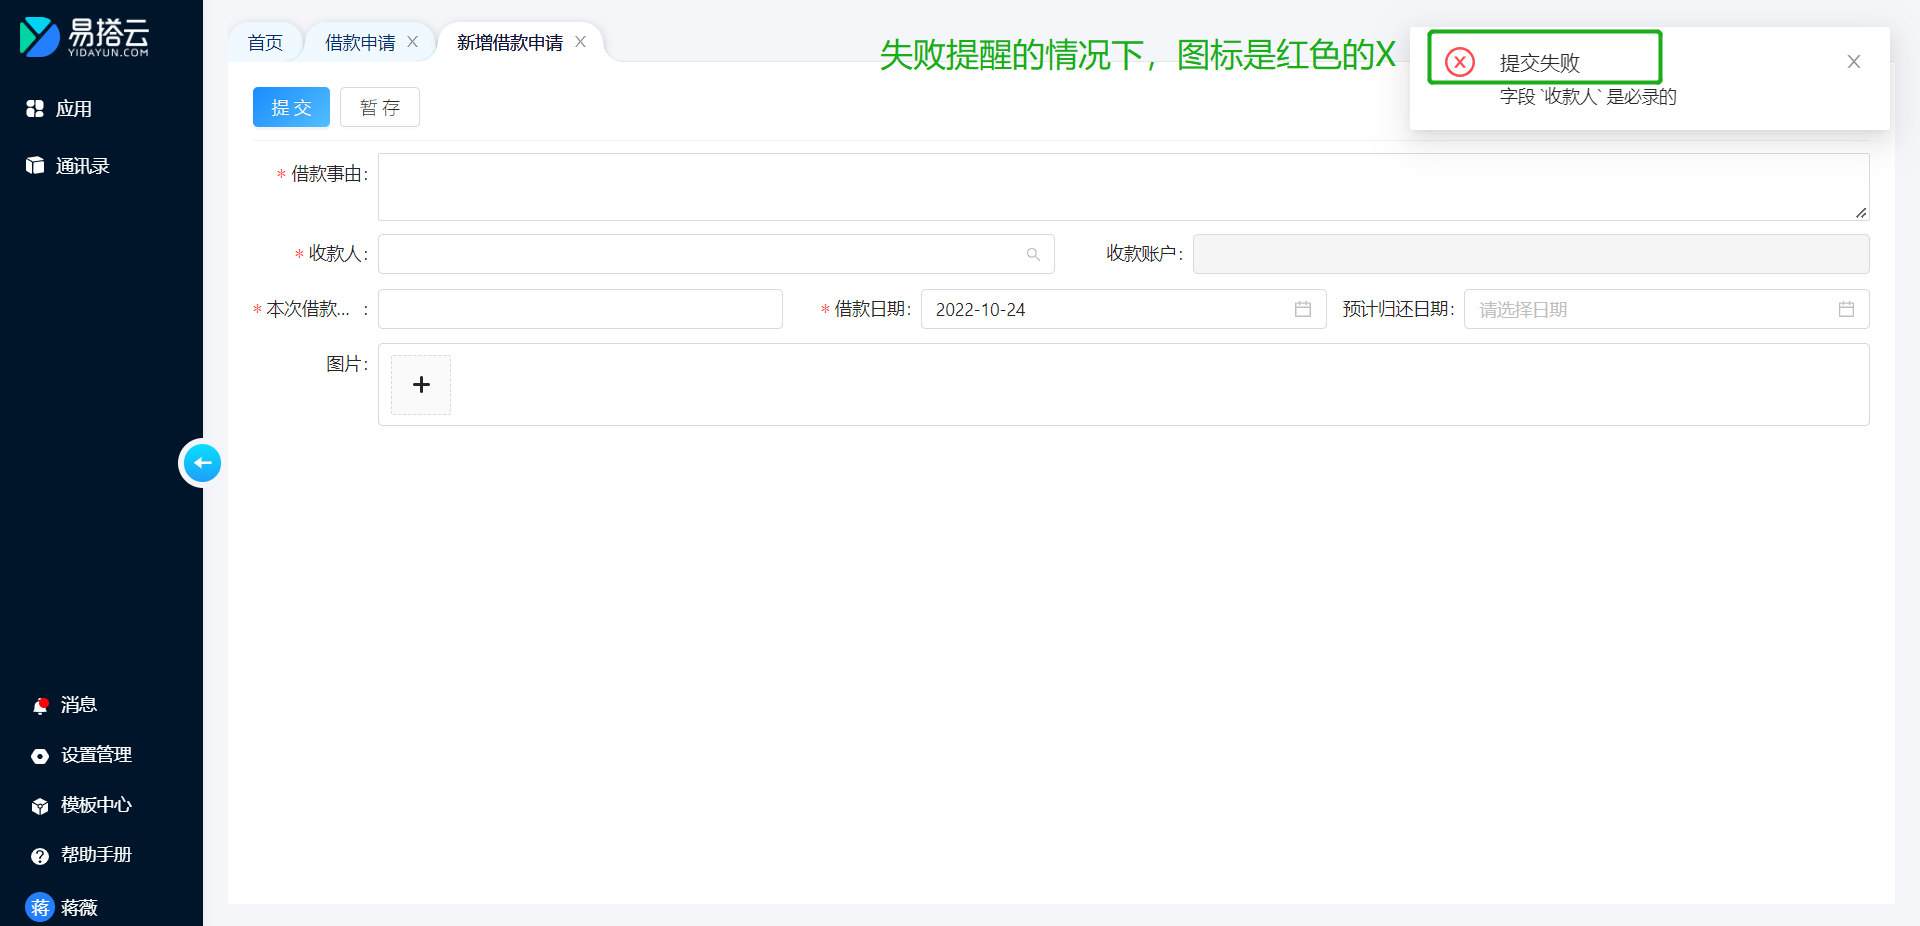 易搭云
YIDAYUN.COM
应用
通讯录
消息
设置管理
模板中心
帮助手册
蒋 蒋薇
首页
借款申请
新增借款申请
失败提醒的情况下，图标是红色的X
提交失败
字段 `收款人` 是必录的
提 交
暂 存
* 借款事由：
* 收款人：
收款账户：
* 本次借款... ：
* 借款日期： 2022-10-24
预计归还日期： 请选择日期
图片：